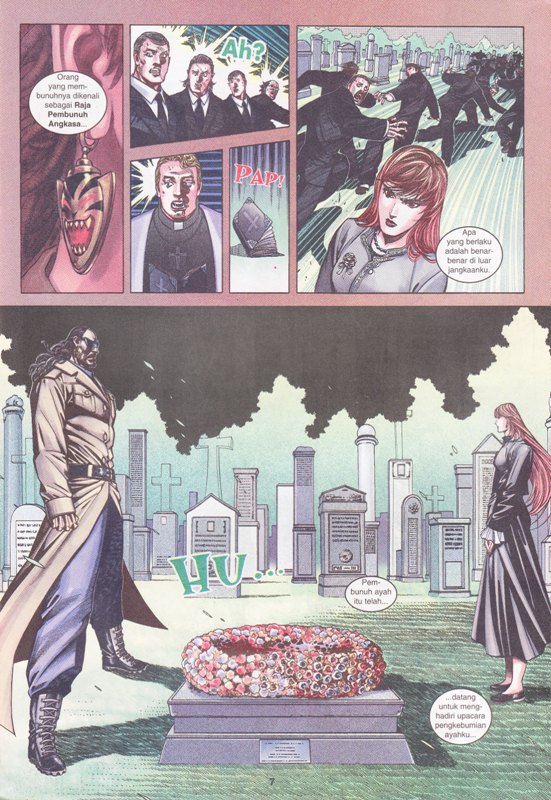 Orang
yang mem-
bunuhnya dikenali
sebagai Raja
Pembunuh
Angkasa...
Ah?
PAP!
Apa
yang berlaku
adalah benar-
benar di luar
jangkaanku.
HU...
Pem-
bunuh ayah
itu telah...
...datang
untuk meng-
hadiri upacara
pengkebumian
ayahku...
7